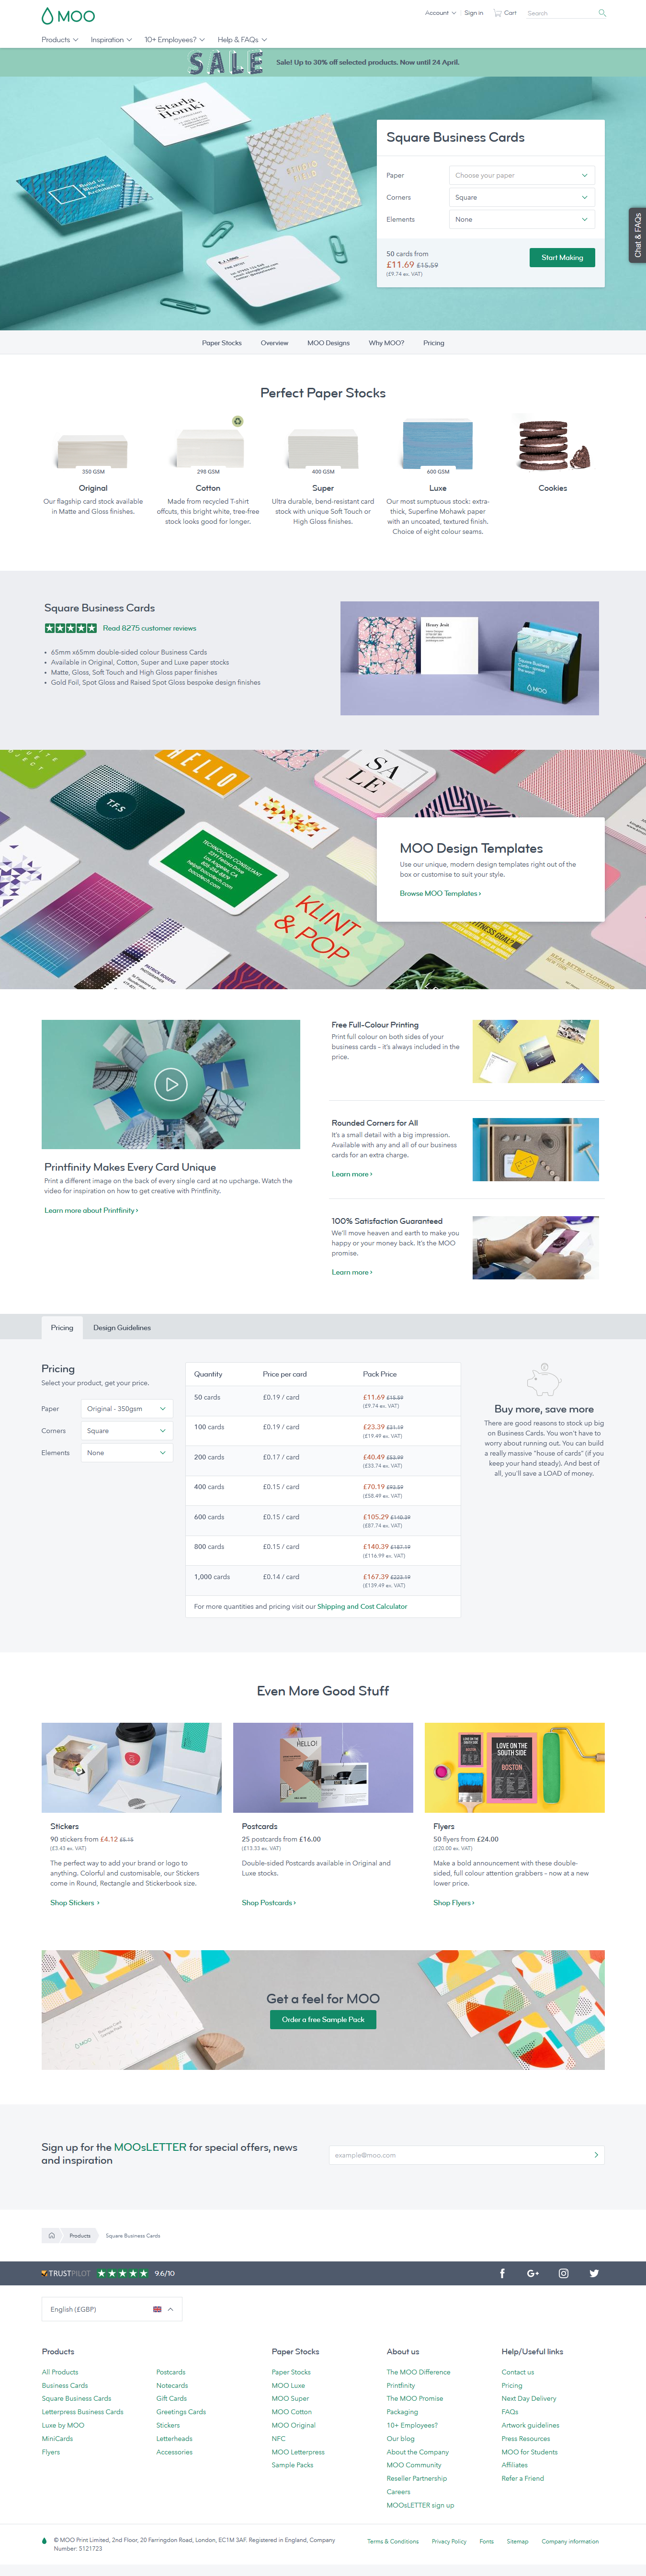 MOO
Account
Sign in
Cart
Search
Products
Inspiration
10+ Employees?
Help & FAQs
SALE
Sale! Up to 30% off selected products. Now until 24 April.
Square Business Cards
Paper
Choose your paper
Corners
Square
Elements
None
50 cards from
£11.69 £15.59
(£9.74 ex. VAT)
Start Making
Chat & FAQs
Paper Stocks
Overview
MOO Designs
Why MOO?
Pricing
Perfect Paper Stocks
350 GSM
Original
Our flagship card stock available
in Matte and Gloss finishes.
298 GSM
Cotton
Made from recycled T-shirt
offcuts, this bright white, tree-free
stock looks good for longer.
400 GSM
Super
Ultra durable, bend-resistant card
stock with unique Soft Touch or
High Gloss finishes.
600 GSM
Luxe
Our most sumptuous stock: extra-
thick, Superfine Mohawk paper
with an uncoated, textured finish.
Choice of eight colour seams.
Cookies
Square Business Cards
Read 8275 customer reviews
65mm x65mm double-sided colour Business Cards
Available in Original, Cotton, Super and Luxe paper stocks
Matte, Gloss, Soft Touch and High Gloss paper finishes
Gold Foil, Spot Gloss and Raised Spot Gloss bespoke design finishes
MOO
HELLO
T.F.S
SA
LE
KLINT
& POP
MOO Design Templates
Use our unique, modern design templates right out of the
box or customise to suit your style.
Browse MOO Templates ›
Printfinity Makes Every Card Unique
Print a different image on the back of every single card at no upcharge. Watch the
video for inspiration on how to get creative with Printfinity.
Learn more about Printfinity ›
Free Full-Colour Printing
Print full colour on both sides of your
business cards – it's always included in the
price.
Rounded Corners for All
It's a small detail with a big impression.
Available with any and all of our business
cards for an extra charge.
Learn more ›
100% Satisfaction Guaranteed
We'll move heaven and earth to make you
happy or your money back. It's the MOO
promise.
Learn more ›
Pricing
Design Guidelines
Pricing
Select your product, get your price.
Paper
Original - 350gsm
Corners
Square
Elements
None
Quantity Price per card Pack Price
50 cards £0.19 / card £11.69 £15.59
(£9.74 ex. VAT)
100 cards £0.19 / card £23.39 £31.19
(£19.49 ex. VAT)
200 cards £0.17 / card £40.49 £53.99
(£33.74 ex. VAT)
400 cards £0.15 / card £70.19 £93.59
(£58.49 ex. VAT)
600 cards £0.15 / card £105.29 £140.39
(£87.74 ex. VAT)
800 cards £0.15 / card £140.39 £187.19
(£116.99 ex. VAT)
1,000 cards £0.14 / card £167.39 £223.19
(£139.49 ex. VAT)
For more quantities and pricing visit our Shipping and Cost Calculator
Buy more, save more
There are good reasons to stock up big
on Business Cards. You won't have to
worry about running out. You can build
a really massive "house of cards" (if you
keep your hand steady). And best of
all, you'll save a LOAD of money.
Even More Good Stuff
HELLO!
LOVE ON THE
SOUTH SIDE
BOSTON
Stickers
90 stickers from £4.12 £5.15
(£3.43 ex. VAT)
The perfect way to add your brand or logo to
anything. Colorful and customisable, our Stickers
come in Round, Rectangle and Stickerbook size.
Shop Stickers ›
Postcards
25 postcards from £16.00
(£13.33 ex. VAT)
Double-sided Postcards available in Original and
Luxe stocks.
Shop Postcards ›
Flyers
50 flyers from £24.00
(£20.00 ex. VAT)
Make a bold announcement with these double-
sided, full colour attention grabbers – now at a new
lower price.
Shop Flyers ›
MOO
Get a feel for MOO
Order a free Sample Pack
Sign up for the MOOsLETTER for special offers, news
and inspiration
example@moo.com
Products
Square Business Cards
TRUSTPILOT
9.6/10
English (£GBP)
Products
All Products
Business Cards
Square Business Cards
Letterpress Business Cards
Luxe by MOO
MiniCards
Flyers
Postcards
Notecards
Gift Cards
Greetings Cards
Stickers
Letterheads
Accessories
Paper Stocks
Paper Stocks
MOO Luxe
MOO Super
MOO Cotton
MOO Original
NFC
MOO Letterpress
Sample Packs
About us
The MOO Difference
Printfinity
The MOO Promise
Packaging
10+ Employees?
Our blog
About the Company
MOO Community
Reseller Partnership
Careers
MOOsLETTER sign up
Help/Useful links
Contact us
Pricing
Next Day Delivery
FAQs
Artwork guidelines
Press Resources
MOO for Students
Affiliates
Refer a Friend
© MOO Print Limited, 2nd Floor, 20 Farringdon Road, London, EC1M 3AF. Registered in England, Company
Number: 5121723
Terms & Conditions
Privacy Policy
Fonts
Sitemap
Company information